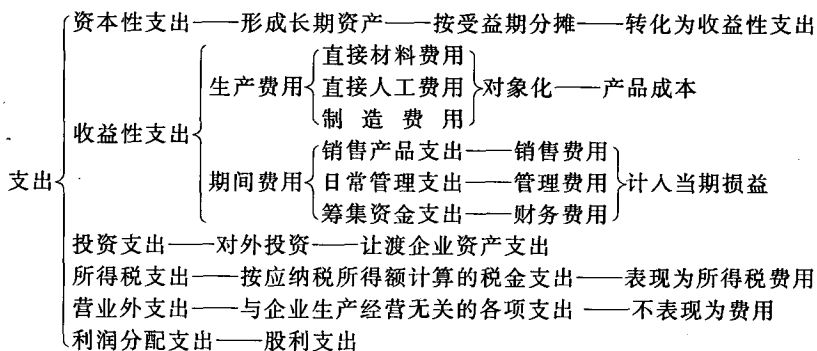 资本性支出——形成长期资产——按受益期分摊——转化为收益性支出
直接材料费用
生产费用 直接人工费用 对象化——产品成本
制造费用
收益性支出
销售产品支出——销售费用
支出 期间费用 日常管理支出——管理费用 计人当期损益
筹集资金支出——财务费用
投资支出——对外投资——让渡企业资产支出
所得税支出——按应纳税所得额计算的税金支出——表现为所得税费用
营业外支出——与企业生产经营无关的各项支出——不表现为费用
利润分配支出——股利支出